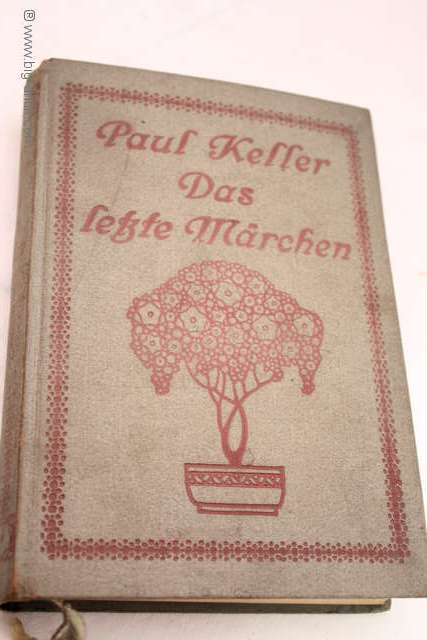 Paul Keller
Das
letzte Märchen